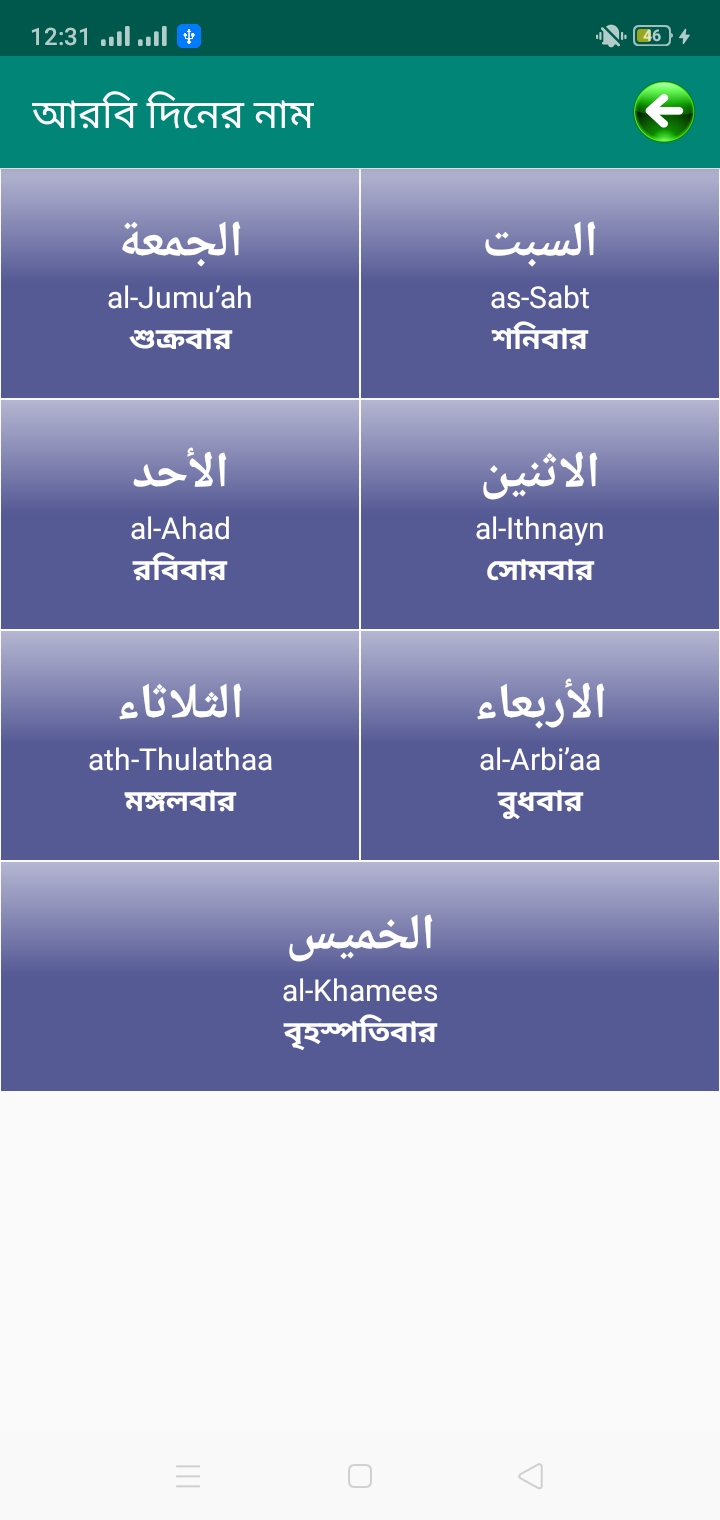 12:31
46
আরবি দিনের নাম
الجمعة
al-Jumu’ah
শুক্রবার
السبت
as-Sabt
শনিবার
الأحد
al-Ahad
রবিবার
الاثنين
al-Ithnayn
সোমবার
الثلاثاء
ath-Thulathaa
মঙ্গলবার
الأربعاء
al-Arbi’aa
বুধবার
الخميس
al-Khamees
বৃহস্পতিবার